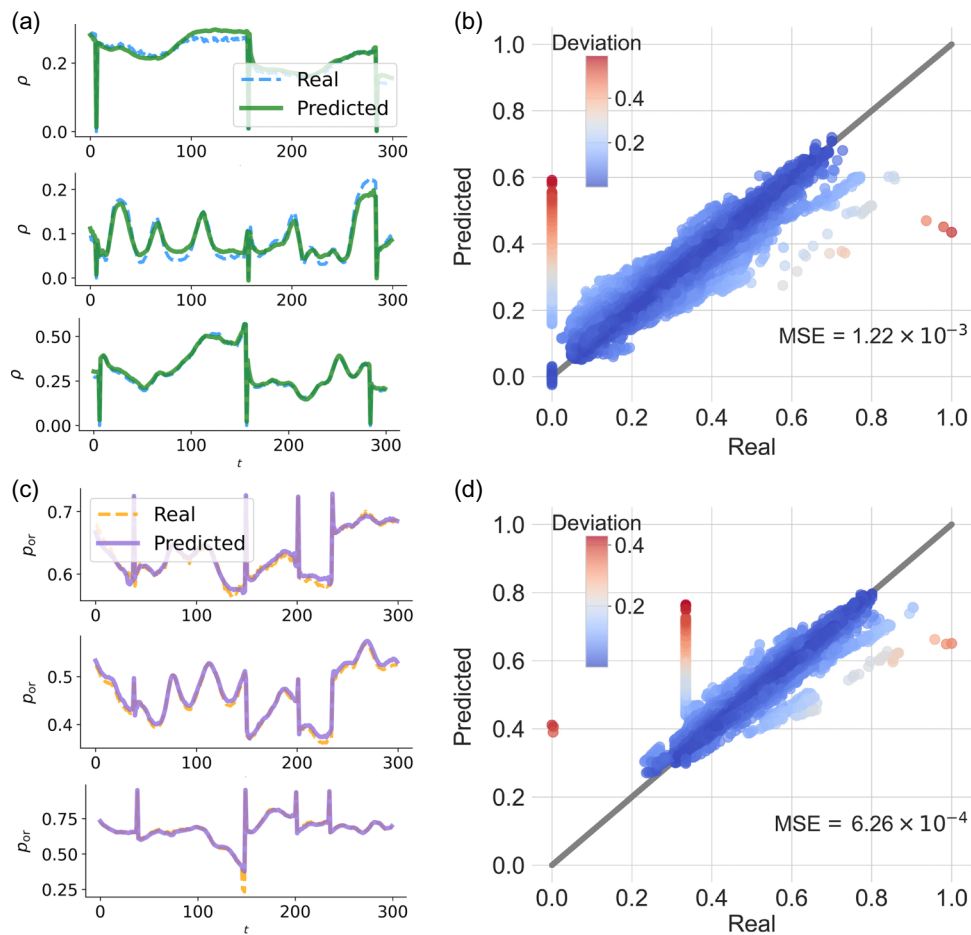 (a)
0.2
0.0
ρ
Real
Predicted
0 100 200 300
0.2
0.1
0.0
ρ
0 100 200 300
0.50
0.25
0.00
ρ
0 100 200 300
t
(b)
Deviation
0.4
0.2
1.0
0.8
0.6
0.4
0.2
0.0
Predicted
MSE = 1.22 × 10⁻³
0.0 0.2 0.4 0.6 0.8 1.0
Real
(c)
0.7
0.6
p_or
Real
Predicted
0 100 200 300
0.5
0.4
p_or
0 100 200 300
0.75
0.50
0.25
p_or
0 100 200 300
t
(d)
Deviation
0.4
0.2
1.0
0.8
0.6
0.4
0.2
0.0
Predicted
MSE = 6.26 × 10⁻⁴
0.0 0.2 0.4 0.6 0.8 1.0
Real